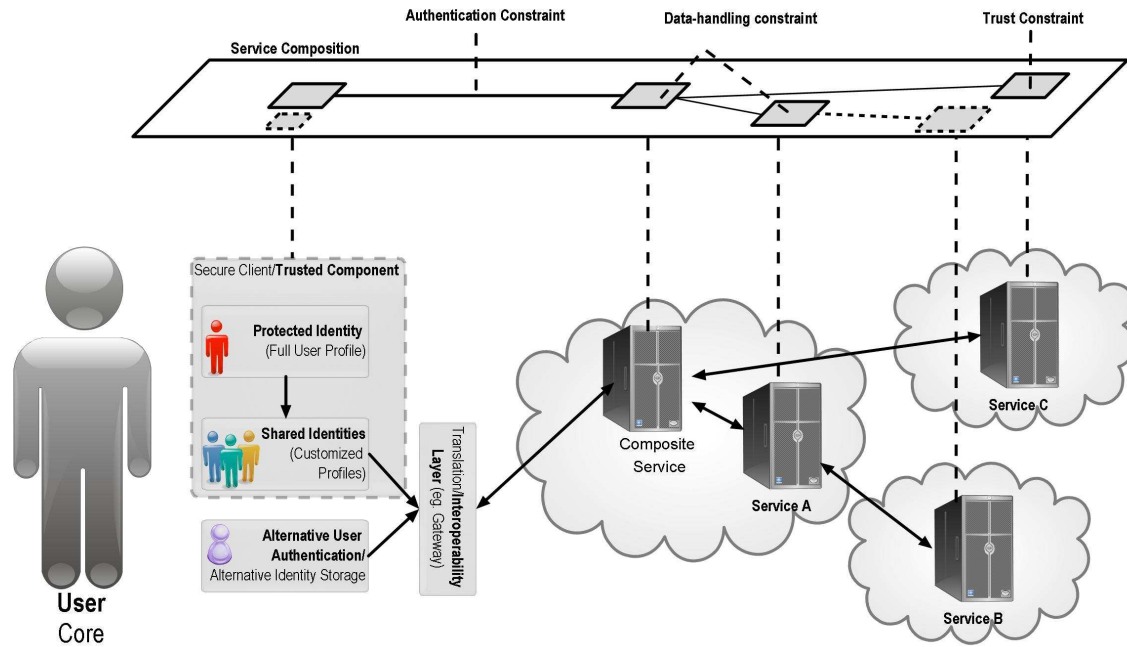 Authentication Constraint
Data-handling constraint
Trust Constraint
Service Composition
Secure Client/Trusted Component
Protected Identity
(Full User Profile)
Shared Identities
(Customized
Profiles)
Alternative User
Authentication/
Alternative Identity Storage
Translation/Interoperability
Layer (eg. Gateway)
Composite
Service
Service A
Service C
Service B
User
Core